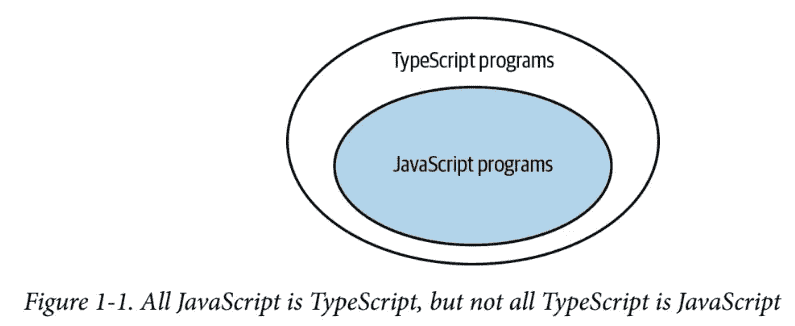 TypeScript programs
JavaScript programs
Figure 1-1. All JavaScript is TypeScript, but not all TypeScript is JavaScript